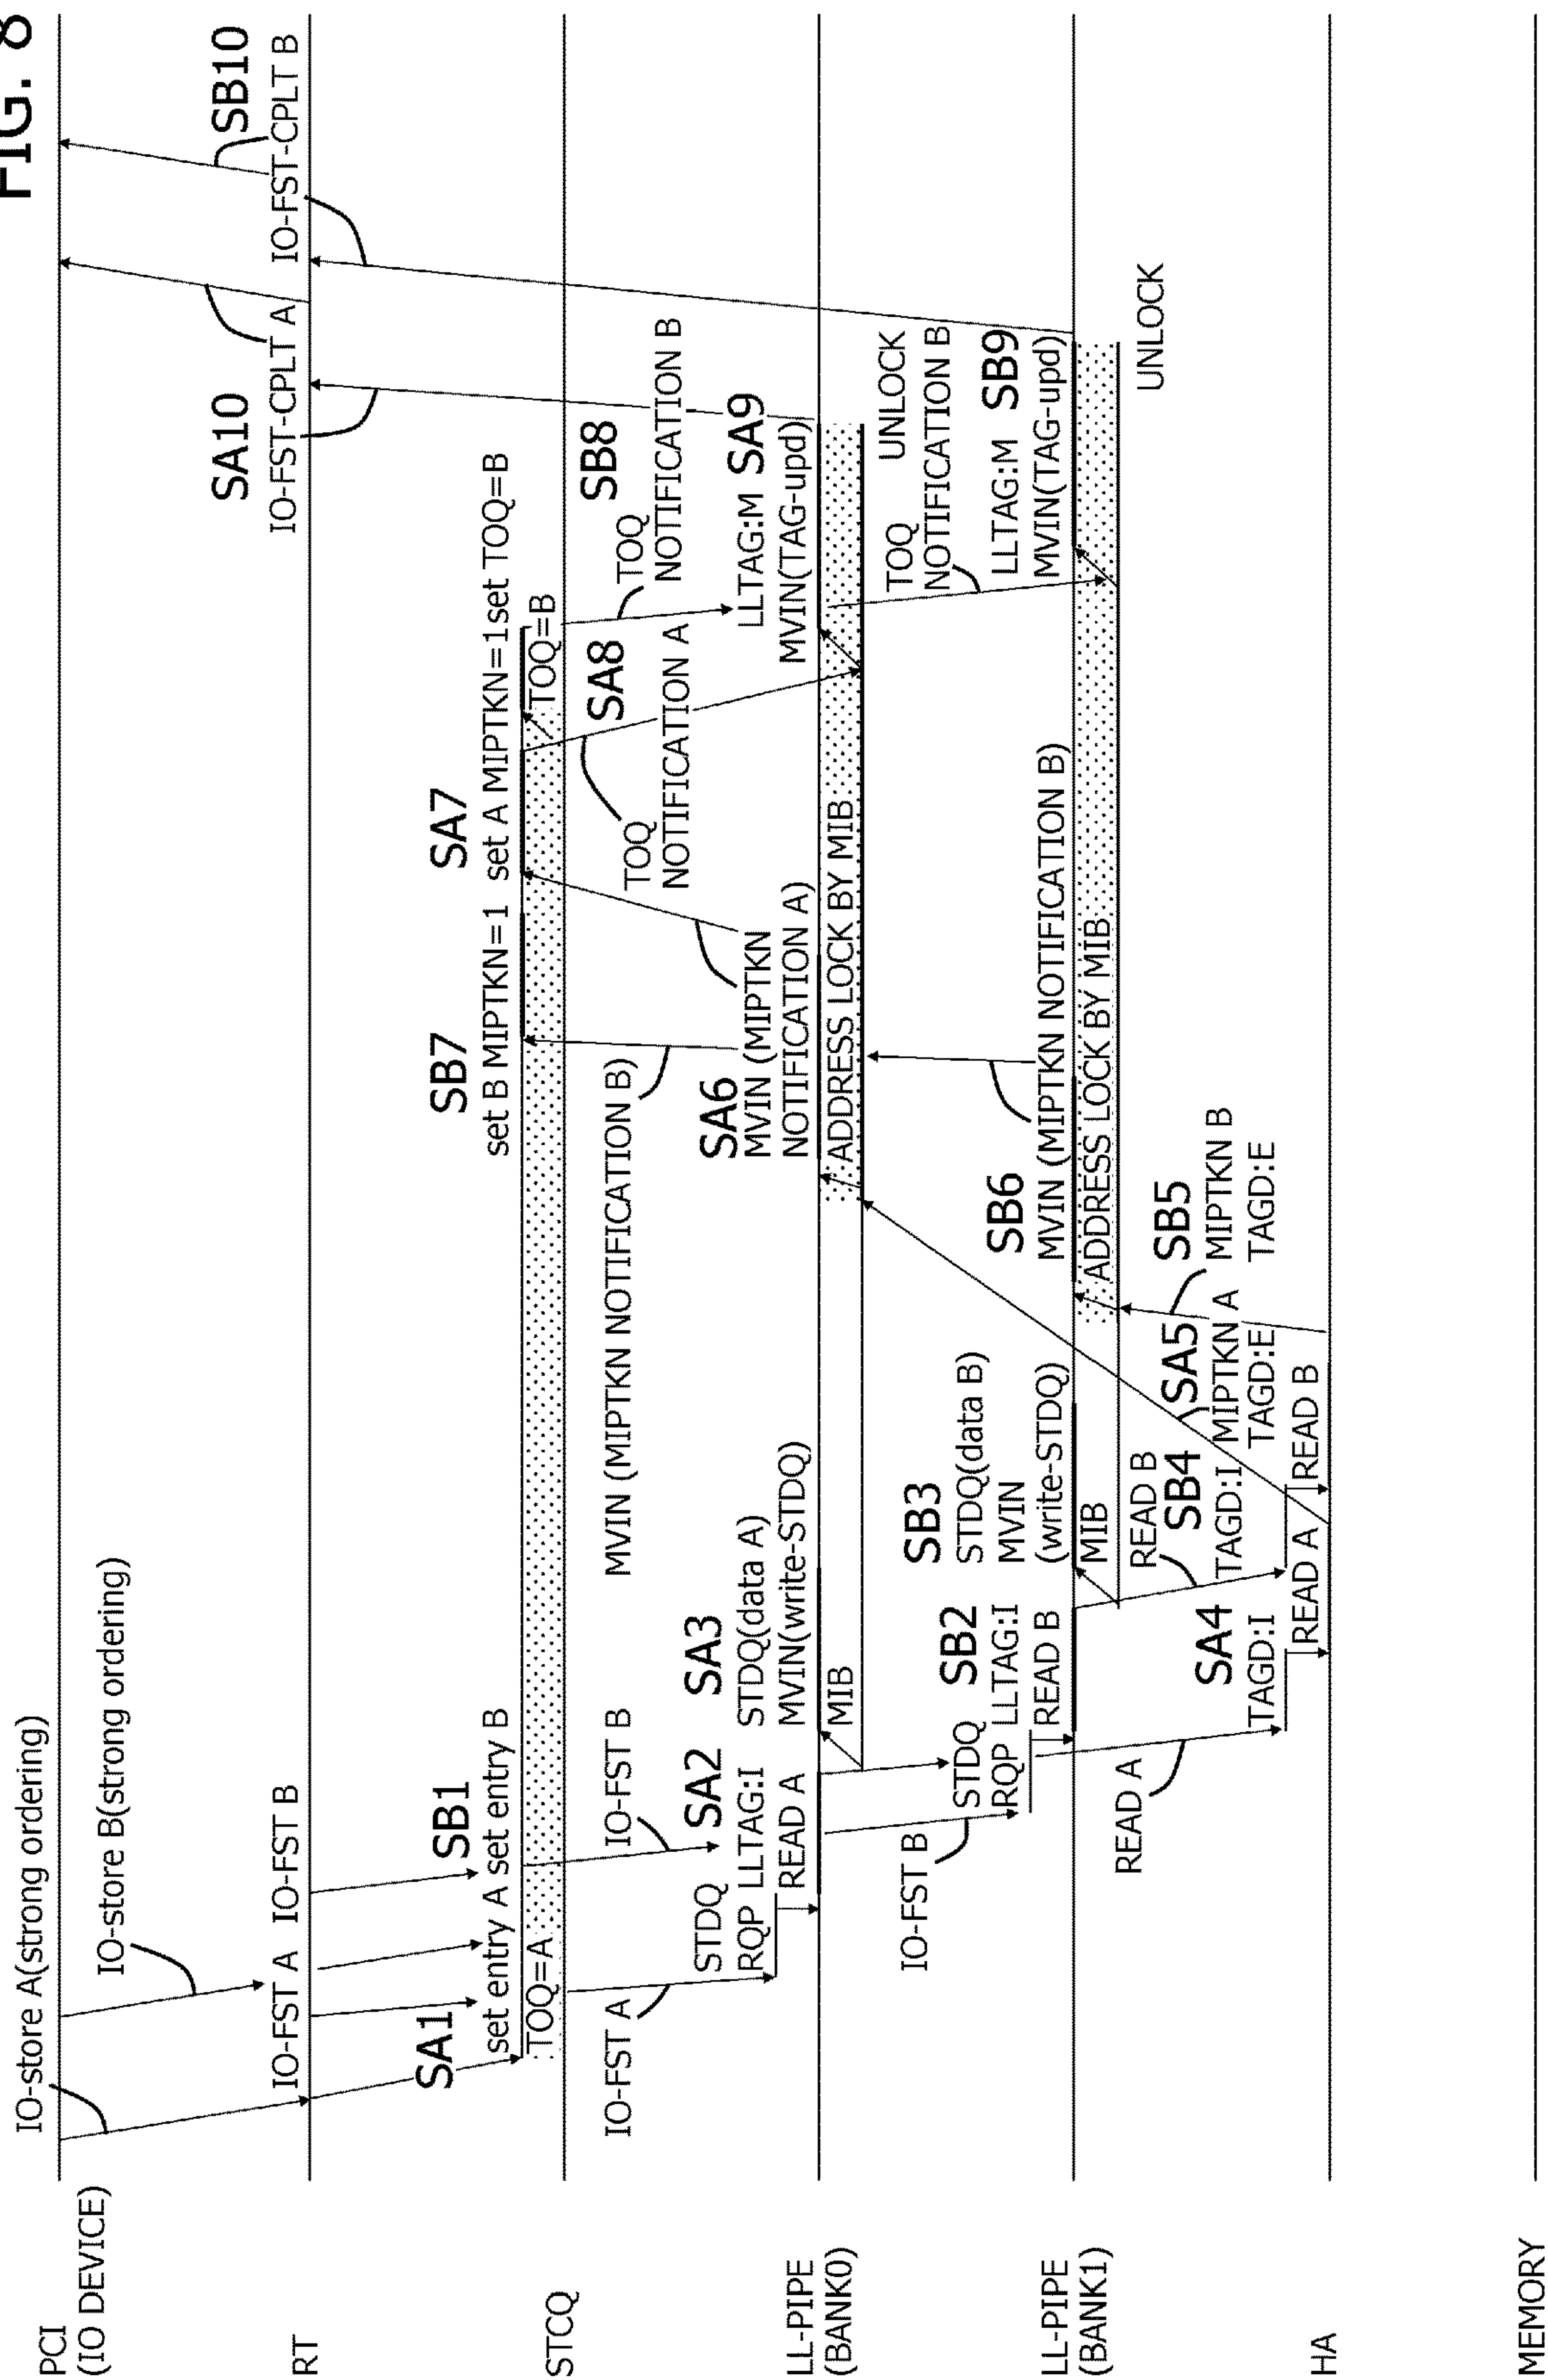 FIG. 8
PCI
(IO DEVICE)
IO-store A(strong ordering)
IO-store B(strong ordering)
RT
IO-FST A
IO-FST B
SA10
IO-FST-CPLT A
SB10
IO-FST-CPLT B
STCQ
SA1
SB1
set entry A set entry B
TOQ=A
SB7
set B MIPTKN=1
SA7
set A MIPTKN=1set TOQ=B
TOQ=B
IO-FST A
IO-FST B
MVIN (MIPTKN NOTIFICATION B)
TOQ
NOTIFICATION A
SA8
SB8
TOQ
NOTIFICATION B
LL-PIPE
(BANK0)
STDQ
RQP
SA2
LLTAG:I
READ A
SA3
STDQ(data A)
MVIN(write-STDQ)
MIB
SA6
MVIN (MIPTKN
NOTIFICATION A)
ADDRESS LOCK BY MIB
LLTAG:M
SA9
MVIN(TAG-upd)
UNLOCK
IO-FST B
TOQ
NOTIFICATION B
LL-PIPE
(BANK1)
STDQ
RQP
SB2
LLTAG:I
READ B
SB3
STDQ(data B)
MVIN
(write-STDQ)
MIB
SB6
MVIN (MIPTKN NOTIFICATION B)
ADDRESS LOCK BY MIB
LLTAG:M
SB9
MVIN(TAG-upd)
UNLOCK
READ A
READ B
SB4
TAGD:I
SA5
MIPTKN A
TAGD:E
SB5
MIPTKN B
TAGD:E
HA
SA4
TAGD:I
READ A
READ B
MEMORY